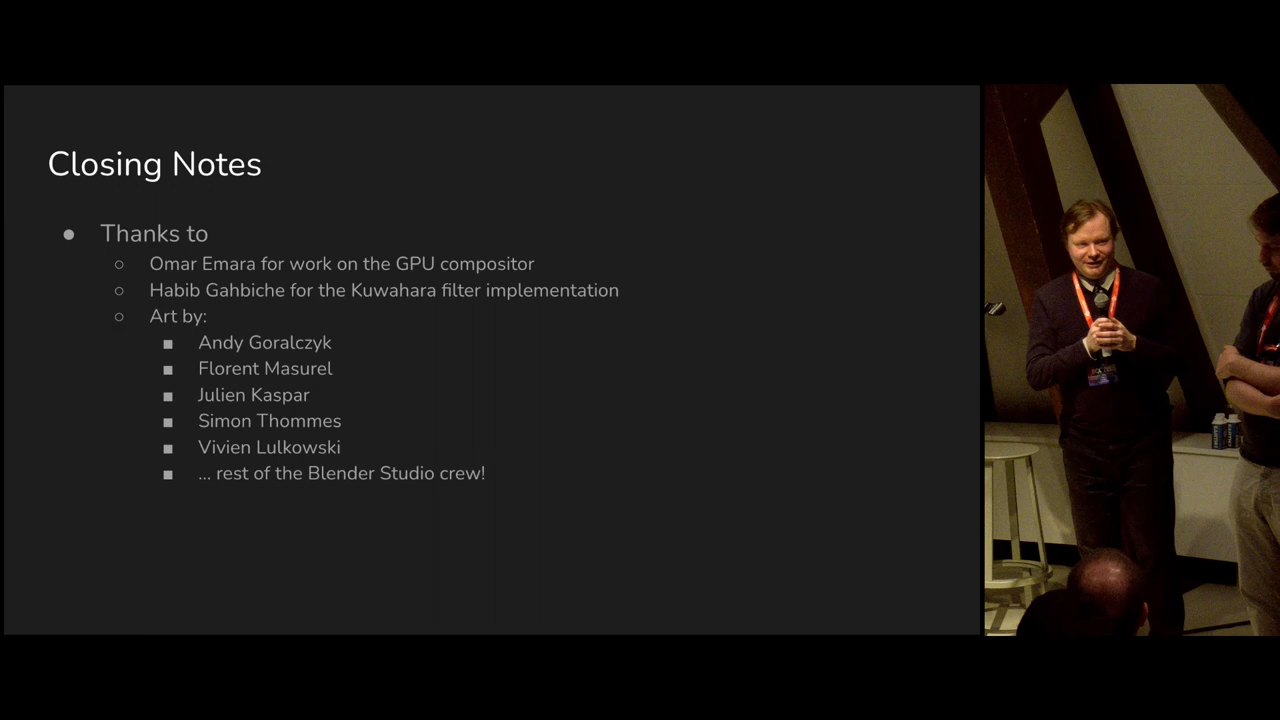 Closing Notes
● Thanks to
○ Omar Emara for work on the GPU compositor
○ Habib Gahbiche for the Kuwahara filter implementation
○ Art by:
■ Andy Goralczyk
■ Florent Masurel
■ Julien Kaspar
■ Simon Thommes
■ Vivien Lulkowski
■ ... rest of the Blender Studio crew!